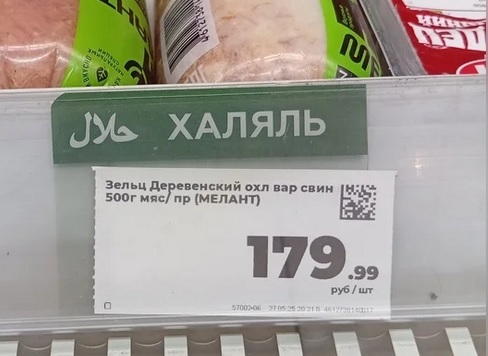 حلال ХАЛЯЛЬ
Зельц Деревенский охл вар свин
500г мяс/ пр (МЕЛАНТ)
179.99
руб/шт